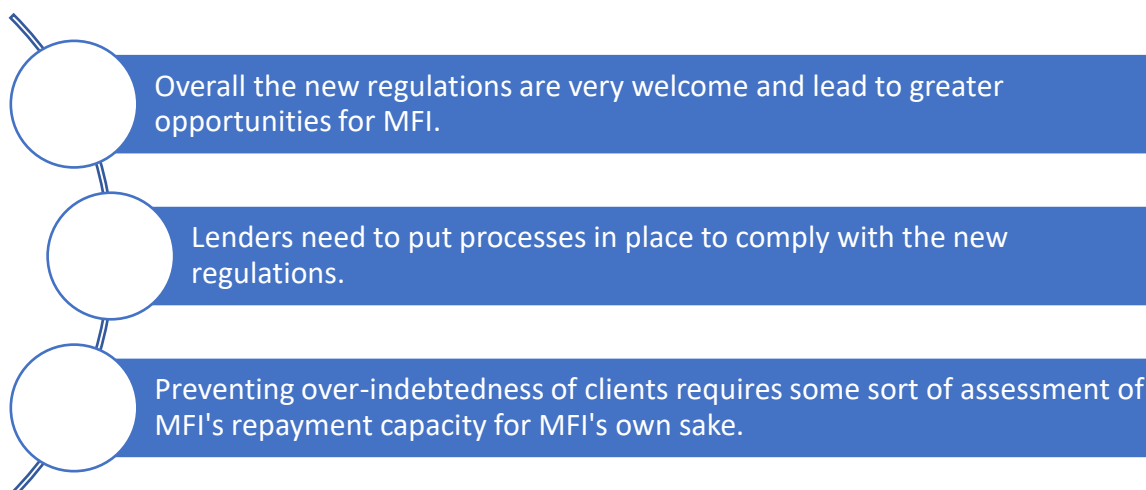 Overall the new regulations are very welcome and lead to greater
opportunities for MFI.
Lenders need to put processes in place to comply with the new
regulations.
Preventing over-indebtedness of clients requires some sort of assessment of
MFI's repayment capacity for MFI's own sake.